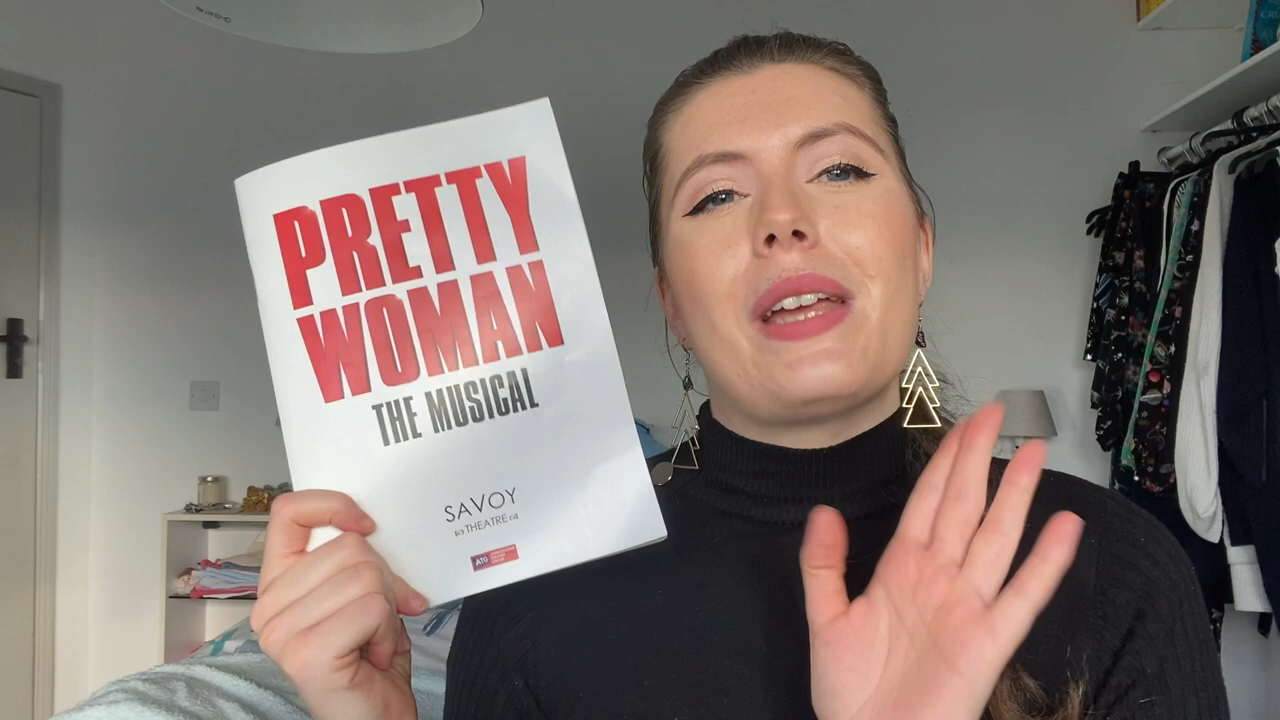 PRETTY
WOMAN
THE MUSICAL
SAVOY
THEATRE
ATG